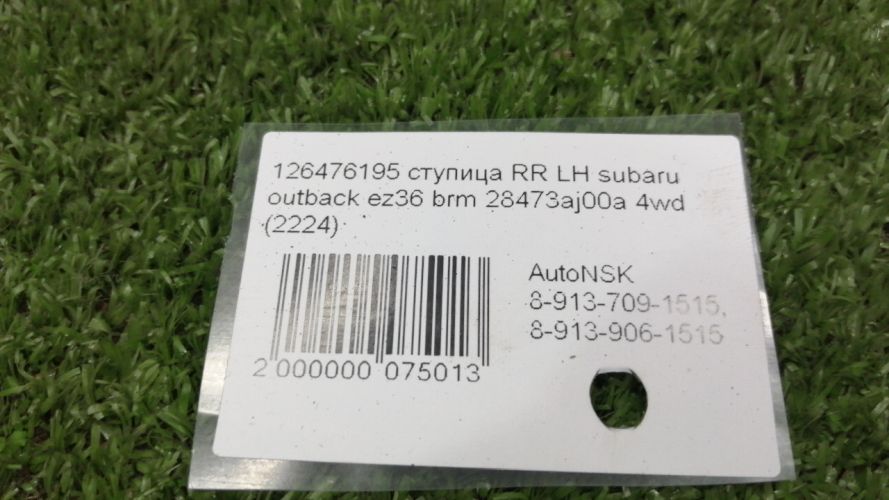 126476195 ступица RR LH subaru
outback ez36 brm 28473aj00a 4wd
(2224)
AutoNSK
8-913-709-1515,
8-913-906-1515
2 000000 075013